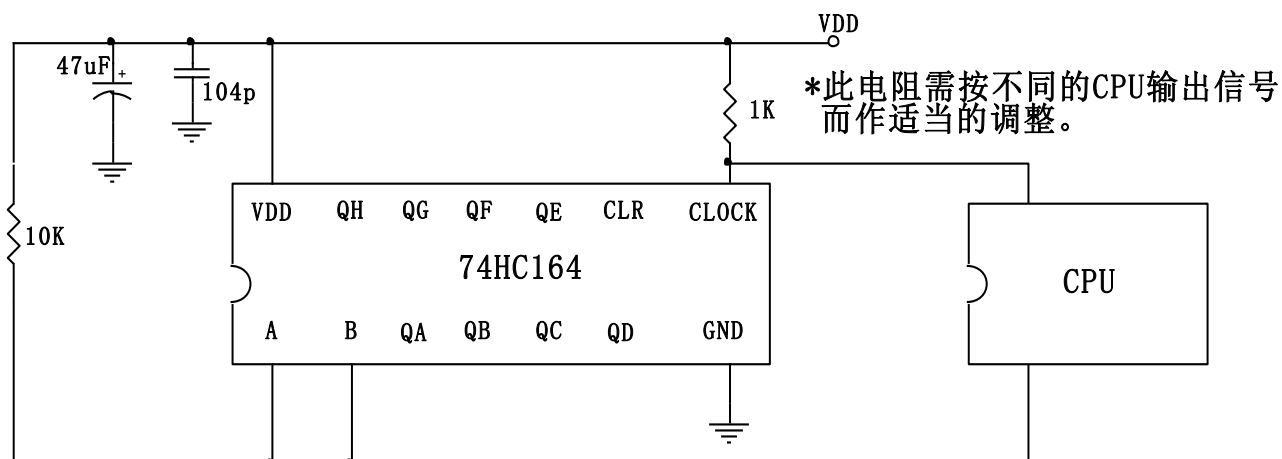 VDD
47uF
+
104p
1K
*此电阻需按不同的CPU输出信号
而作适当的调整。
VDD QH QG QF QE CLR CLOCK
10K
74HC164
CPU
A B QA QB QC QD GND